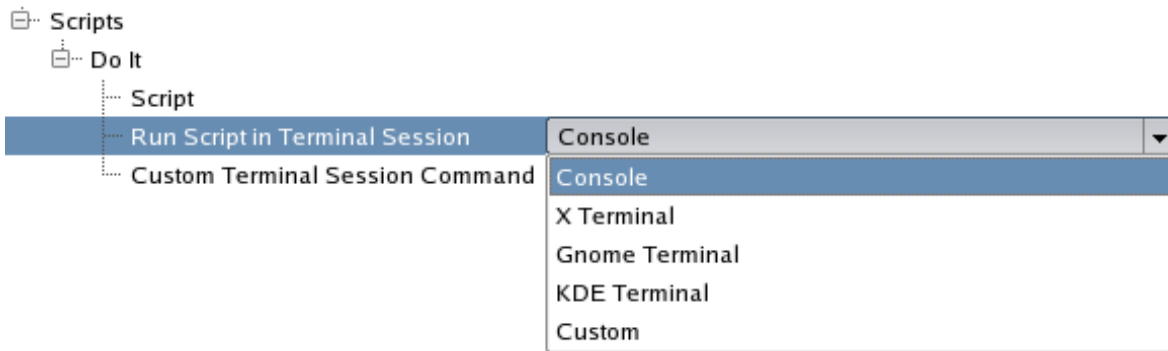 Scripts
Do It
Script
Run Script in Terminal Session Console
Custom Terminal Session Command Console
X Terminal
Gnome Terminal
KDE Terminal
Custom